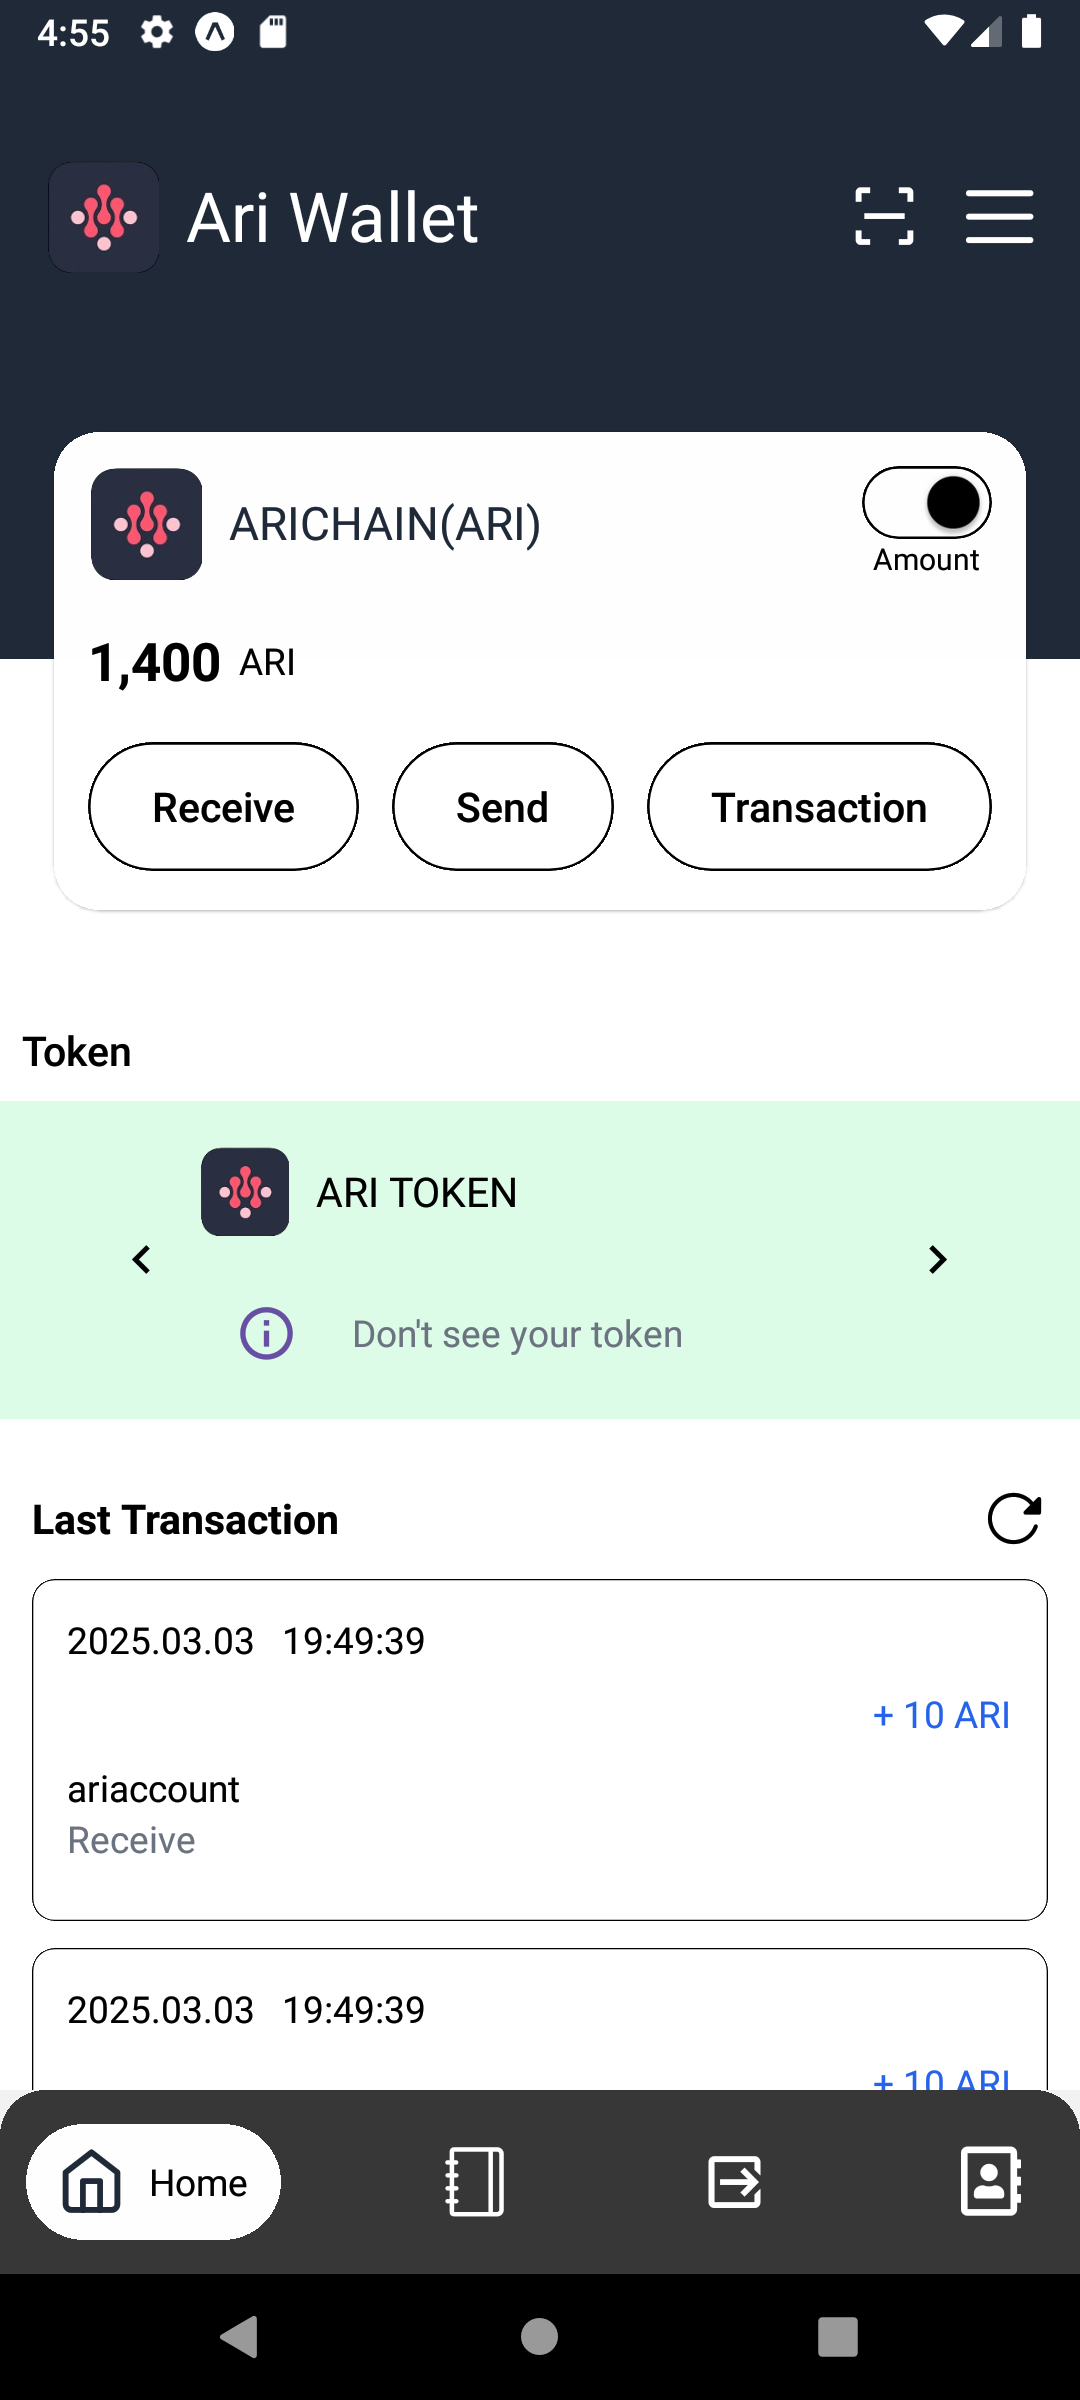 4:55
Ari Wallet
ARICHAIN(ARI)
Amount
1,400 ARI
Receive Send Transaction
Token
ARI TOKEN
Don't see your token
Last Transaction
2025.03.03 19:49:39
+ 10 ARI
ariaccount
Receive
2025.03.03 19:49:39
+ 10 ARI
Home